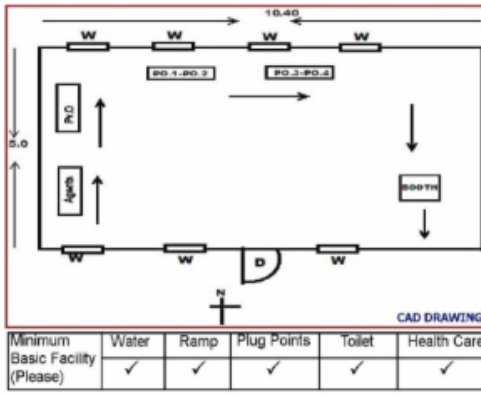 10.40
W W W W
PO.1-PO.2 PO.3-PO.4
Pr.O
5.0
Agents
BOOTH
W W D W
N
CAD DRAWING
Minimum Basic Facility (Please) Water Ramp Plug Points Toilet Health Care
✓ ✓ ✓ ✓ ✓